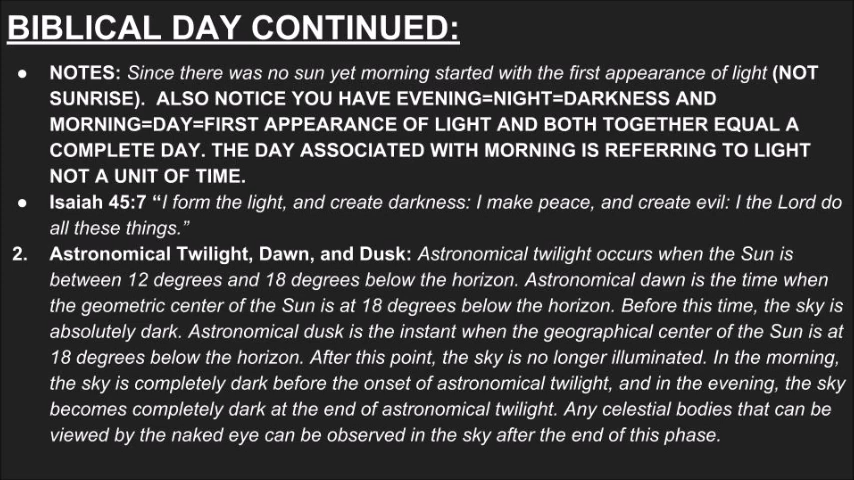 BIBLICAL DAY CONTINUED:
● NOTES: Since there was no sun yet morning started with the first appearance of light (NOT
SUNRISE).  ALSO NOTICE YOU HAVE EVENING=NIGHT=DARKNESS AND
MORNING=DAY=FIRST APPEARANCE OF LIGHT AND BOTH TOGETHER EQUAL A
COMPLETE DAY. THE DAY ASSOCIATED WITH MORNING IS REFERRING TO LIGHT
NOT A UNIT OF TIME.
● Isaiah 45:7 “I form the light, and create darkness: I make peace, and create evil: I the Lord do
all these things.”
2. Astronomical Twilight, Dawn, and Dusk: Astronomical twilight occurs when the Sun is
between 12 degrees and 18 degrees below the horizon. Astronomical dawn is the time when
the geometric center of the Sun is at 18 degrees below the horizon. Before this time, the sky is
absolutely dark. Astronomical dusk is the instant when the geographical center of the Sun is at
18 degrees below the horizon. After this point, the sky is no longer illuminated. In the morning,
the sky is completely dark before the onset of astronomical twilight, and in the evening, the sky
becomes completely dark at the end of astronomical twilight. Any celestial bodies that can be
viewed by the naked eye can be observed in the sky after the end of this phase.